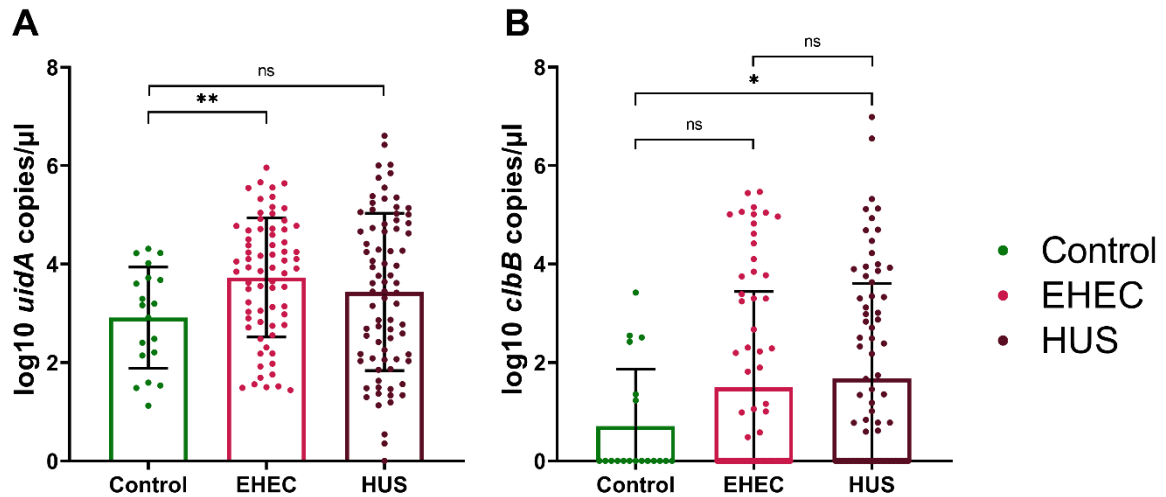 A
log10 uidA copies/µl
8
6
4
2
0
ns
**
Control
EHEC
HUS
B
log10 clbB copies/µl
8
6
4
2
0
ns
*
ns
Control
EHEC
HUS
Control
EHEC
HUS